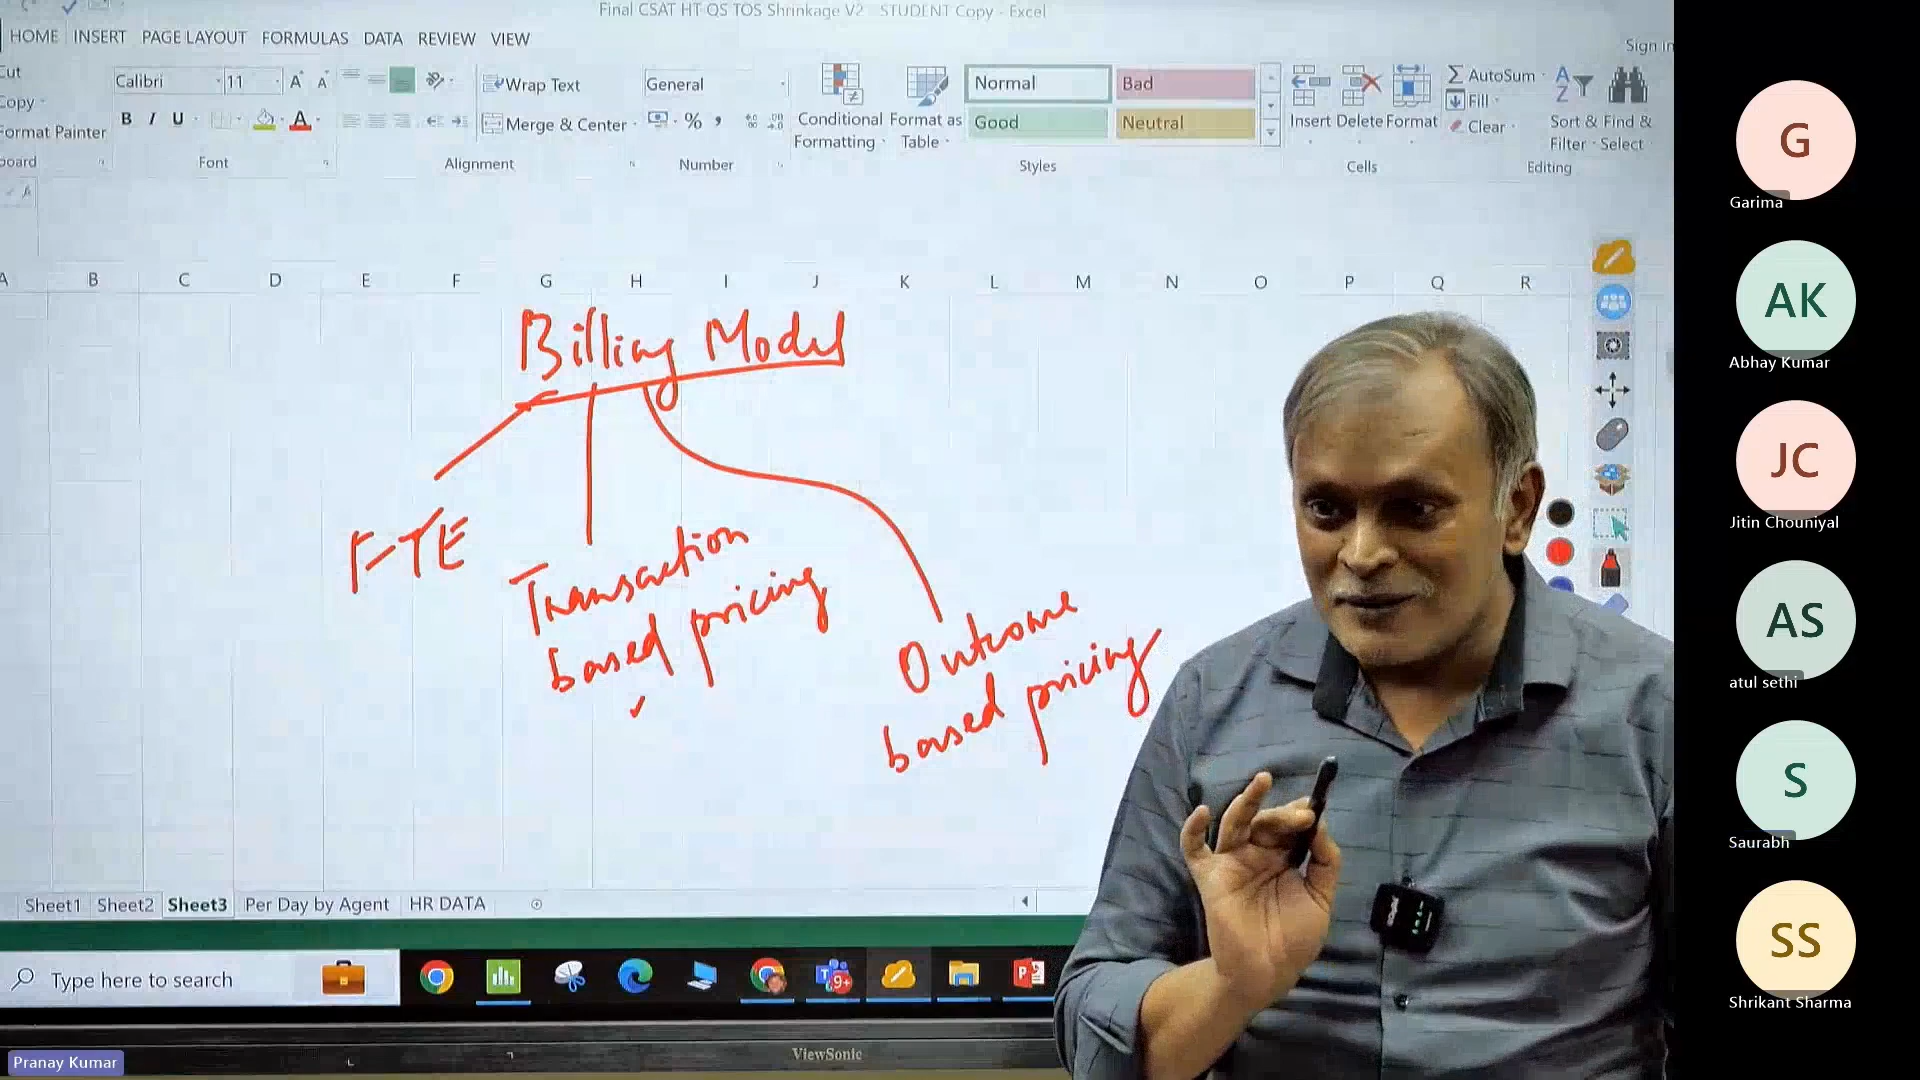 Final CSAT HT QS TOS Shrinkage V2 STUDENT Copy - Excel
HOME INSERT PAGE LAYOUT FORMULAS DATA REVIEW VIEW
Sign in
Cut
Copy
Format Painter
board
Calibri 11
B I U
Font
Wrap Text
Merge & Center
Alignment
General
%
Number
Conditional Formatting
Format as Table
Normal Bad
Good Neutral
Styles
Insert Delete Format
Cells
AutoSum
Fill
Clear
Sort & Filter
Find & Select
Editing
A B C D E F G H I J K L M N O P Q R
Billing Model
FTE
Transaction
based pricing
Outcome
based pricing
Sheet1 Sheet2 Sheet3 Per Day by Agent HR DATA
Type here to search
9+
ViewSonic
Pranay Kumar
G
Garima
AK
Abhay Kumar
JC
Jitin Chouniyal
AS
atul sethi
S
Saurabh
SS
Shrikant Sharma